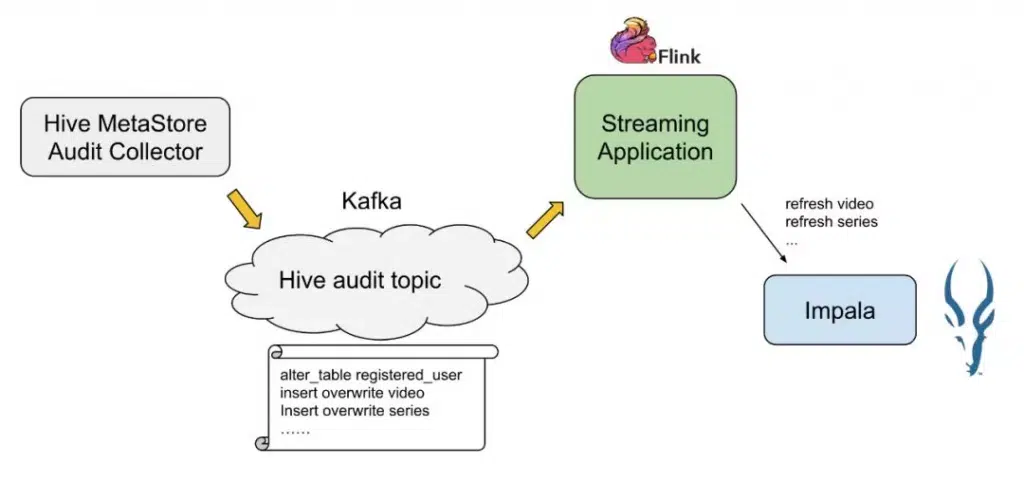 Flink
Hive MetaStore
Audit Collector
Streaming
Application
Kafka
refresh video
refresh series
...
Hive audit topic
Impala
alter_table registered_user
insert overwrite video
Insert overwrite series
......